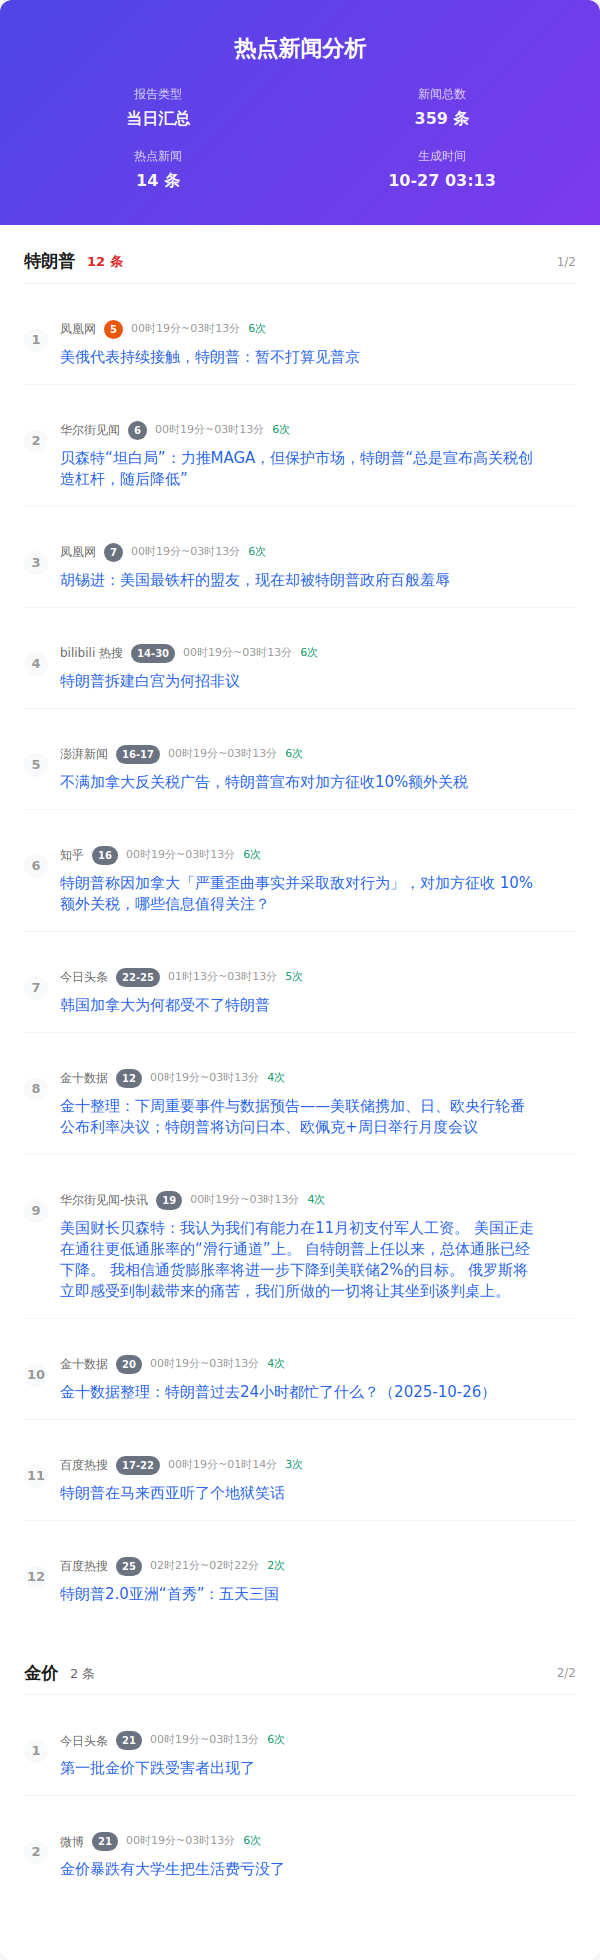 热点新闻分析
报告类型
新闻总数
当日汇总
359 条
热点新闻
生成时间
14 条
10-27 03:13
特朗普 12 条 1/2
1 凤凰网 5 00时19分~03时13分 6次
美俄代表持续接触，特朗普：暂不打算见普京
2 华尔街见闻 6 00时19分~03时13分 6次
贝森特“坦白局”：力推MAGA，但保护市场，特朗普“总是宣布高关税创
造杠杆，随后降低”
3 凤凰网 7 00时19分~03时13分 6次
胡锡进：美国最铁杆的盟友，现在却被特朗普政府百般羞辱
4 bilibili 热搜 14-30 00时19分~03时13分 6次
特朗普拆建白宫为何招非议
5 澎湃新闻 16-17 00时19分~03时13分 6次
不满加拿大反关税广告，特朗普宣布对加方征收10%额外关税
6 知乎 16 00时19分~03时13分 6次
特朗普称因加拿大「严重歪曲事实并采取敌对行为」，对加方征收 10%
额外关税，哪些信息值得关注？
7 今日头条 22-25 01时13分~03时13分 5次
韩国加拿大为何都受不了特朗普
8 金十数据 12 00时19分~03时13分 4次
金十整理：下周重要事件与数据预告——美联储携加、日、欧央行轮番
公布利率决议；特朗普将访问日本、欧佩克+周日举行月度会议
9 华尔街见闻-快讯 19 00时19分~03时13分 4次
美国财长贝森特：我认为我们有能力在11月初支付军人工资。 美国正走
在通往更低通胀率的“滑行通道”上。 自特朗普上任以来，总体通胀已经
下降。 我相信通货膨胀率将进一步下降到美联储2%的目标。 俄罗斯将
立即感受到制裁带来的痛苦，我们所做的一切将让其坐到谈判桌上。
10 金十数据 20 00时19分~03时13分 4次
金十数据整理：特朗普过去24小时都忙了什么？（2025-10-26）
11 百度热搜 17-22 00时19分~01时14分 3次
特朗普在马来西亚听了个地狱笑话
12 百度热搜 25 02时21分~02时22分 2次
特朗普2.0亚洲“首秀”：五天三国
金价 2 条 2/2
1 今日头条 21 00时19分~03时13分 6次
第一批金价下跌受害者出现了
2 微博 21 00时19分~03时13分 6次
金价暴跌有大学生把生活费亏没了